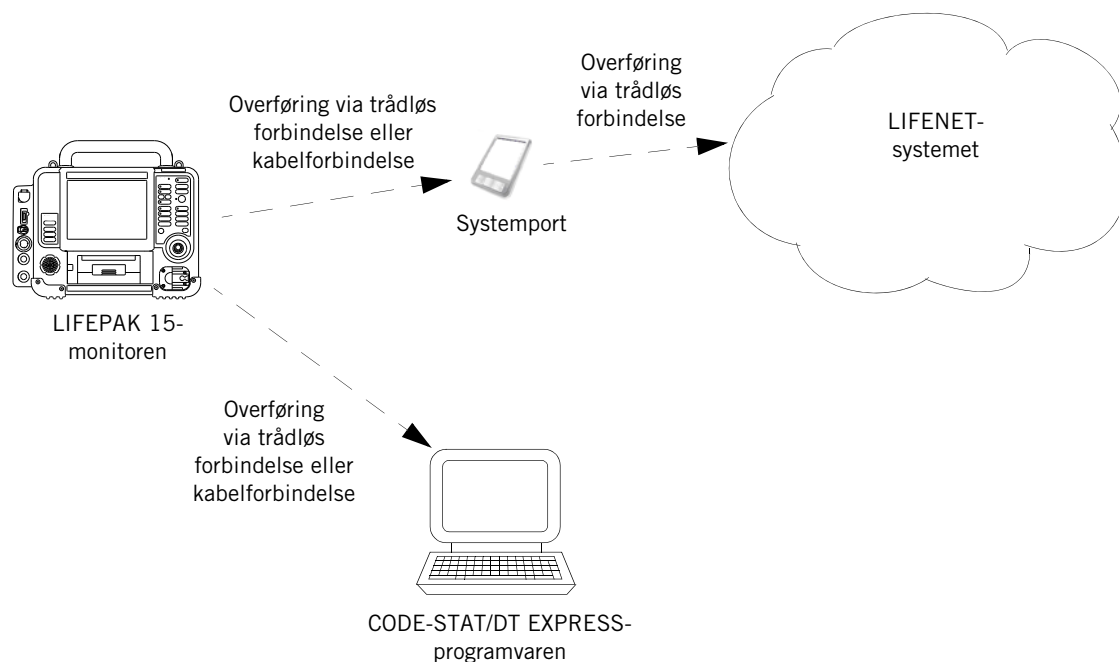 Overføring via trådløs
forbindelse eller
kabelforbindelse
Overføring
via trådløs
forbindelse
LIFENET-
systemet
Systemport
LIFEPAK 15-
monitoren
Overføring
via trådløs
forbindelse eller
kabelforbindelse
CODE-STAT/DT EXPRESS-
programvaren